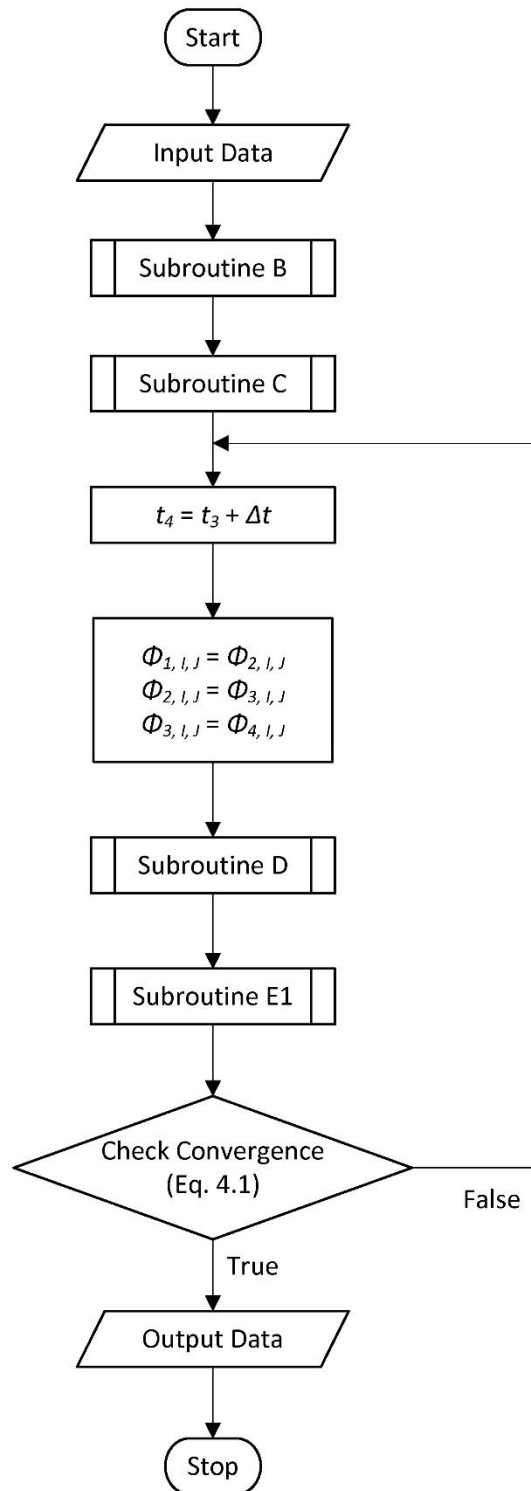 Start
Input Data
Subroutine B
Subroutine C
t₄ = t₃ + Δt
Φ₁, I, J = Φ₂, I, J
Φ₂, I, J = Φ₃, I, J
Φ₃, I, J = Φ₄, I, J
Subroutine D
Subroutine E1
Check Convergence
(Eq. 4.1)
False
True
Output Data
Stop